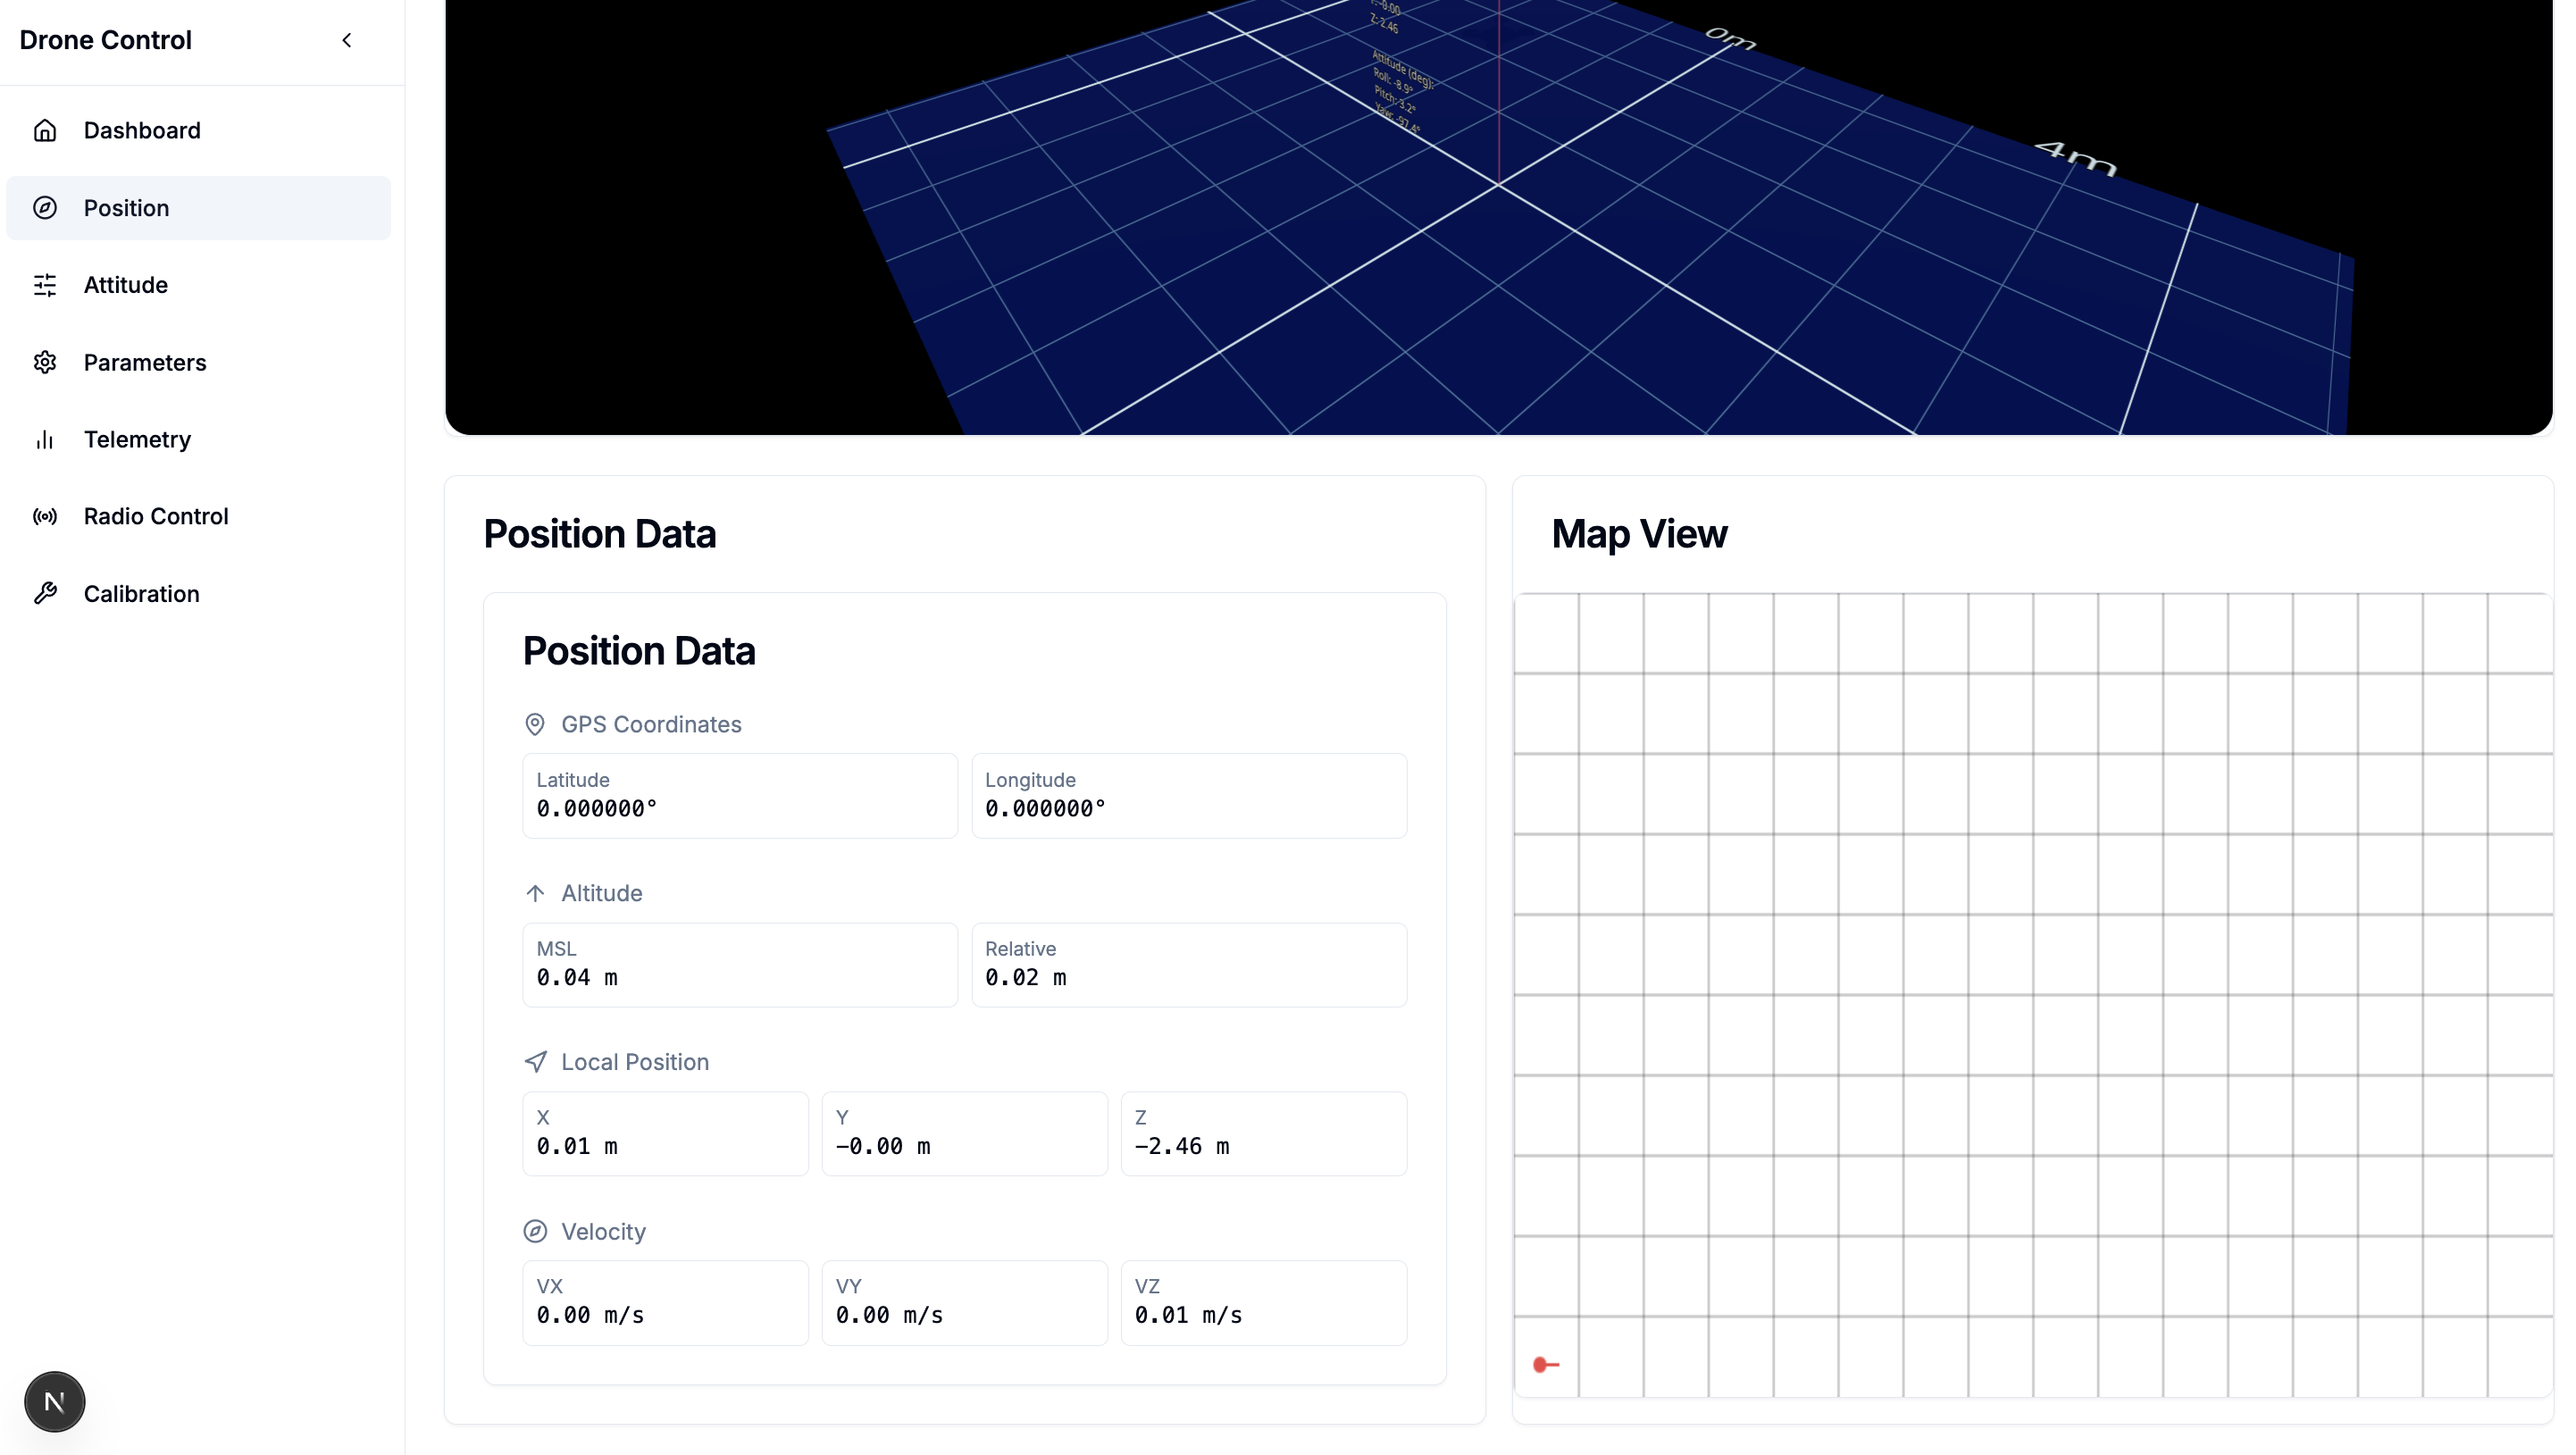 Drone Control
Dashboard
Position
Attitude
Parameters
Telemetry
Radio Control
Calibration
N
Y: -0.00
Z: -2.46
Attitude (deg):
Roll: -8.9°
Pitch: 3.2°
Yaw: -97.4°
0m
4m
Position Data
Position Data
GPS Coordinates
Latitude
0.000000°
Longitude
0.000000°
Altitude
MSL
0.04 m
Relative
0.02 m
Local Position
X
0.01 m
Y
−0.00 m
Z
−2.46 m
Velocity
VX
0.00 m/s
VY
0.00 m/s
VZ
0.01 m/s
Map View